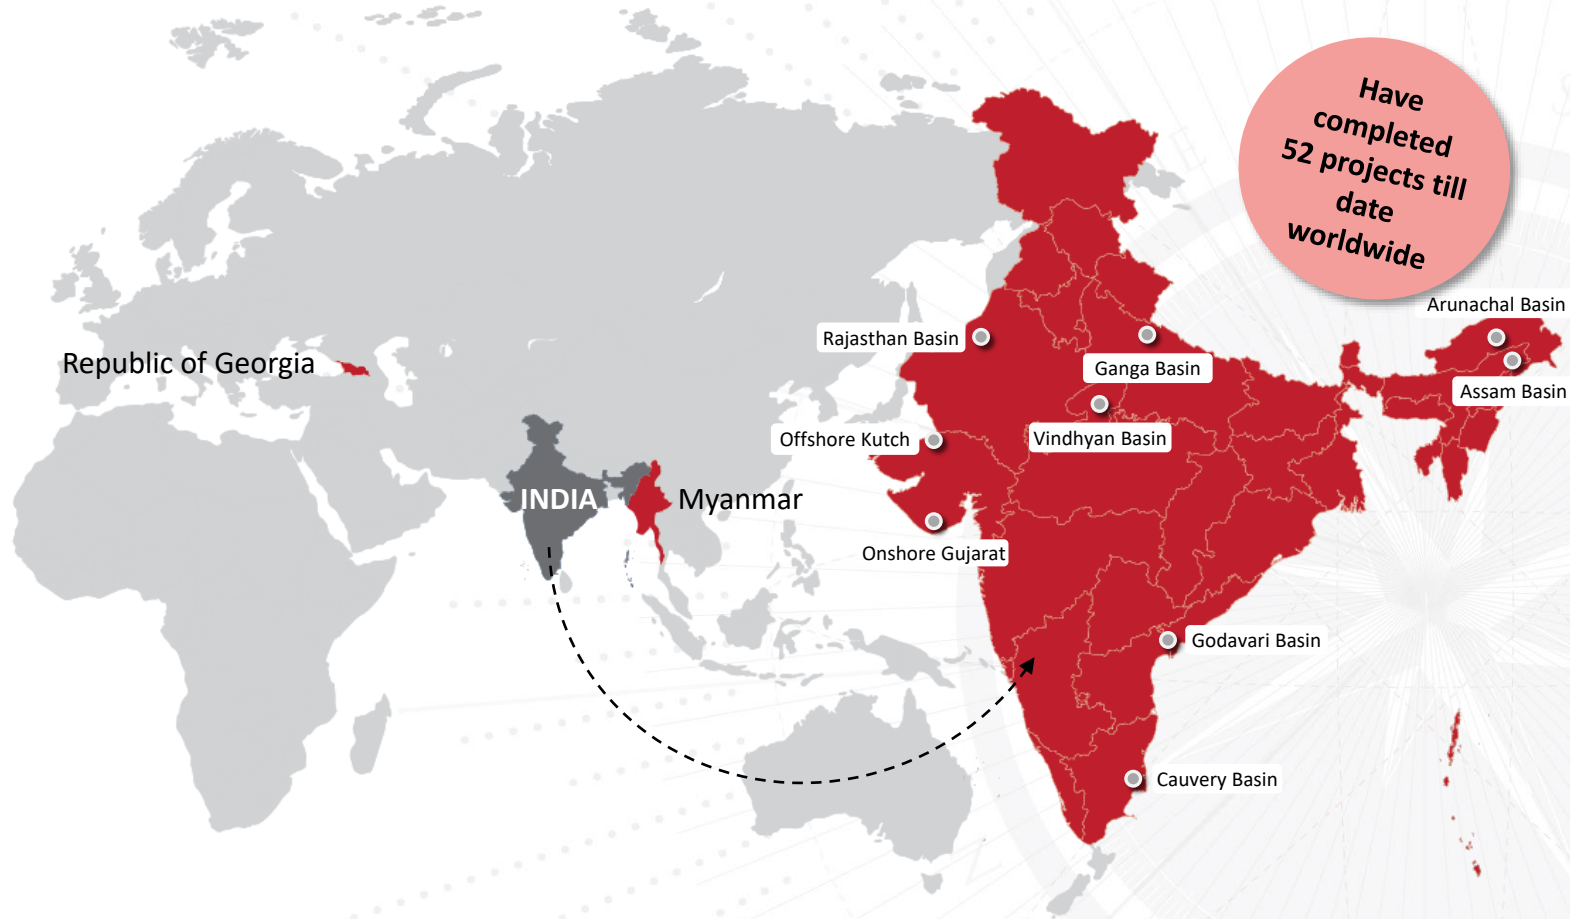 Have
completed
52 projects till
date
worldwide
Arunachal Basin
Rajasthan Basin
Ganga Basin
Republic of Georgia
Assam Basin
Offshore Kutch
Vindhyan Basin
INDIA
Myanmar
Onshore Gujarat
Godavari Basin
Cauvery Basin